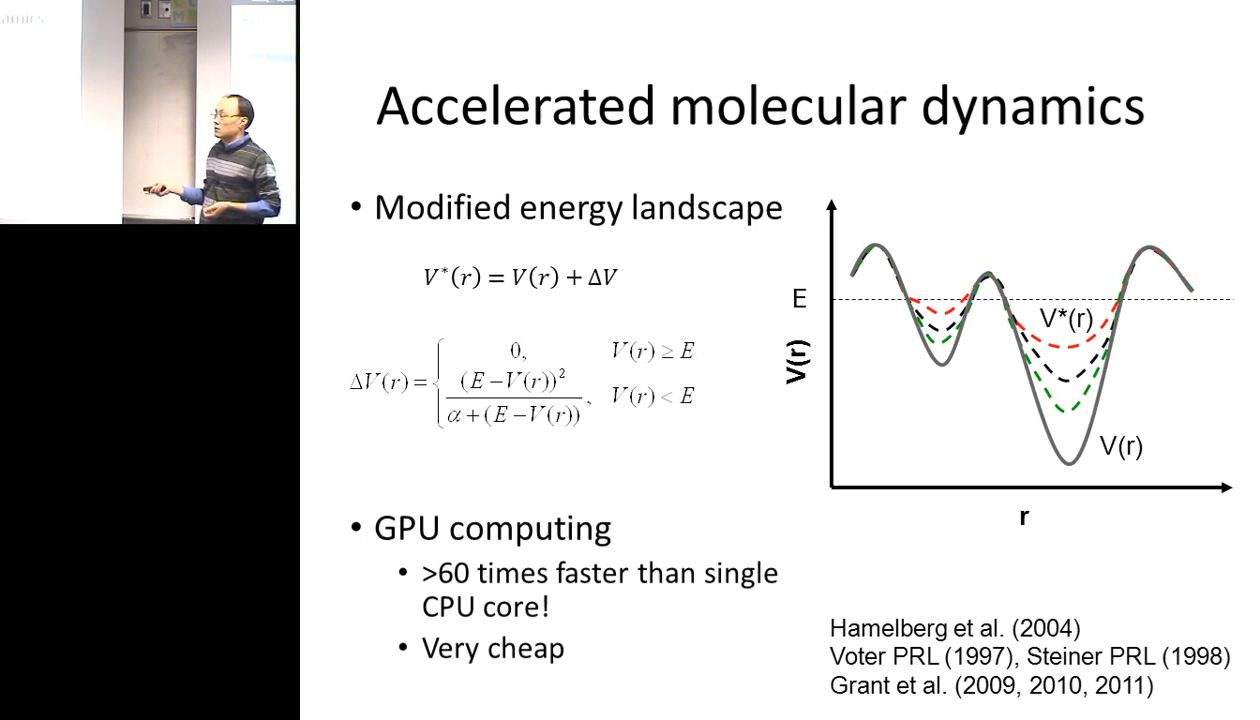 Accelerated molecular dynamics
• Modified energy landscape
V*(r) = V(r) + ΔV
ΔV(r) = { 0, V(r) ≥ E
(E − V(r))² / α + (E − V(r)), V(r) < E
• GPU computing
• >60 times faster than single
CPU core!
• Very cheap
E
V(r)
V*(r)
V(r)
r
Hamelberg et al. (2004)
Voter PRL (1997), Steiner PRL (1998)
Grant et al. (2009, 2010, 2011)